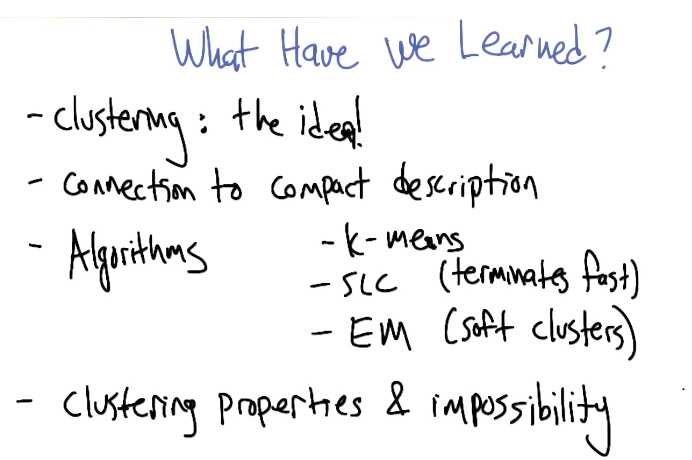 What Have we Learned?
- clustering: the idea!
- connection to compact description
- Algorithms - k-means
- SLC (terminates fast)
- EM (soft clusters)
- clustering properties & impossibility